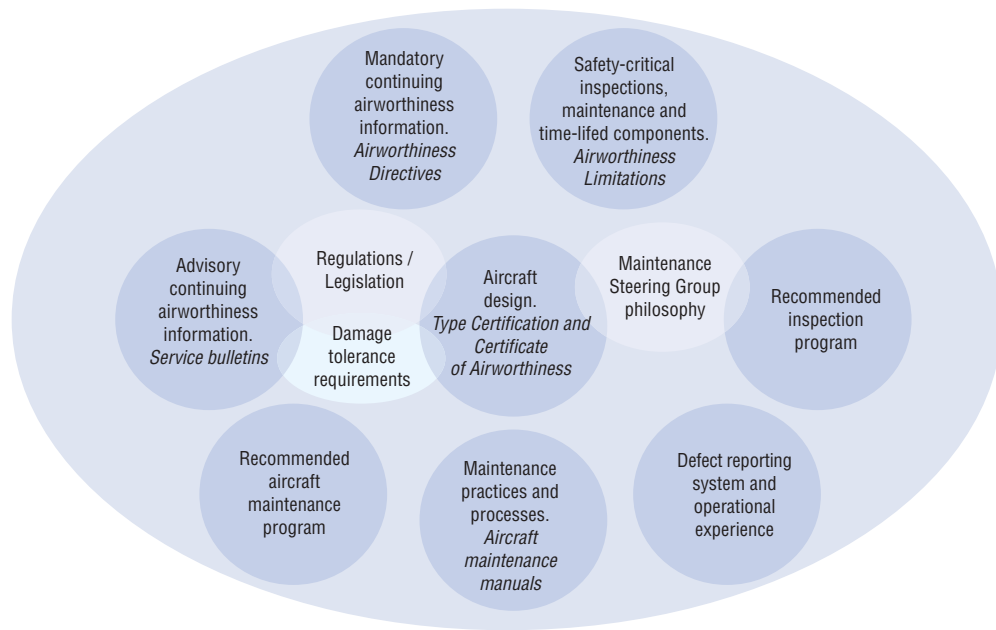 Mandatory
continuing
airworthiness
information.
Airworthiness
Directives
Safety-critical
inspections,
maintenance and
time-lifed components.
Airworthiness
Limitations
Advisory
continuing
airworthiness
information.
Service bulletins
Regulations /
Legislation
Damage
tolerance
requirements
Aircraft
design.
Type Certification and
Certificate
of Airworthiness
Maintenance
Steering Group
philosophy
Recommended
inspection
program
Recommended
aircraft
maintenance
program
Maintenance
practices and
processes.
Aircraft
maintenance
manuals
Defect reporting
system and
operational
experience